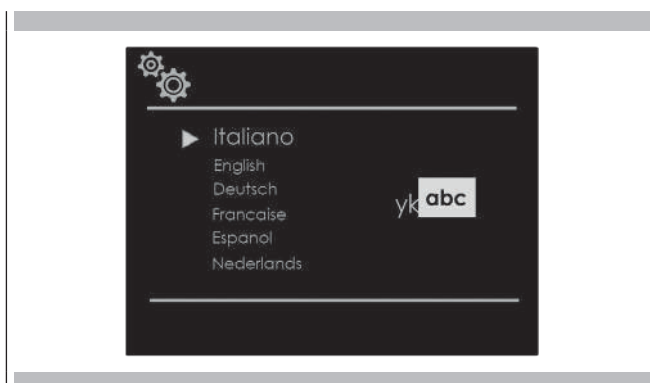 Italiano
English
Deutsch
yk abc
Francaise
Espanol
Nederlands